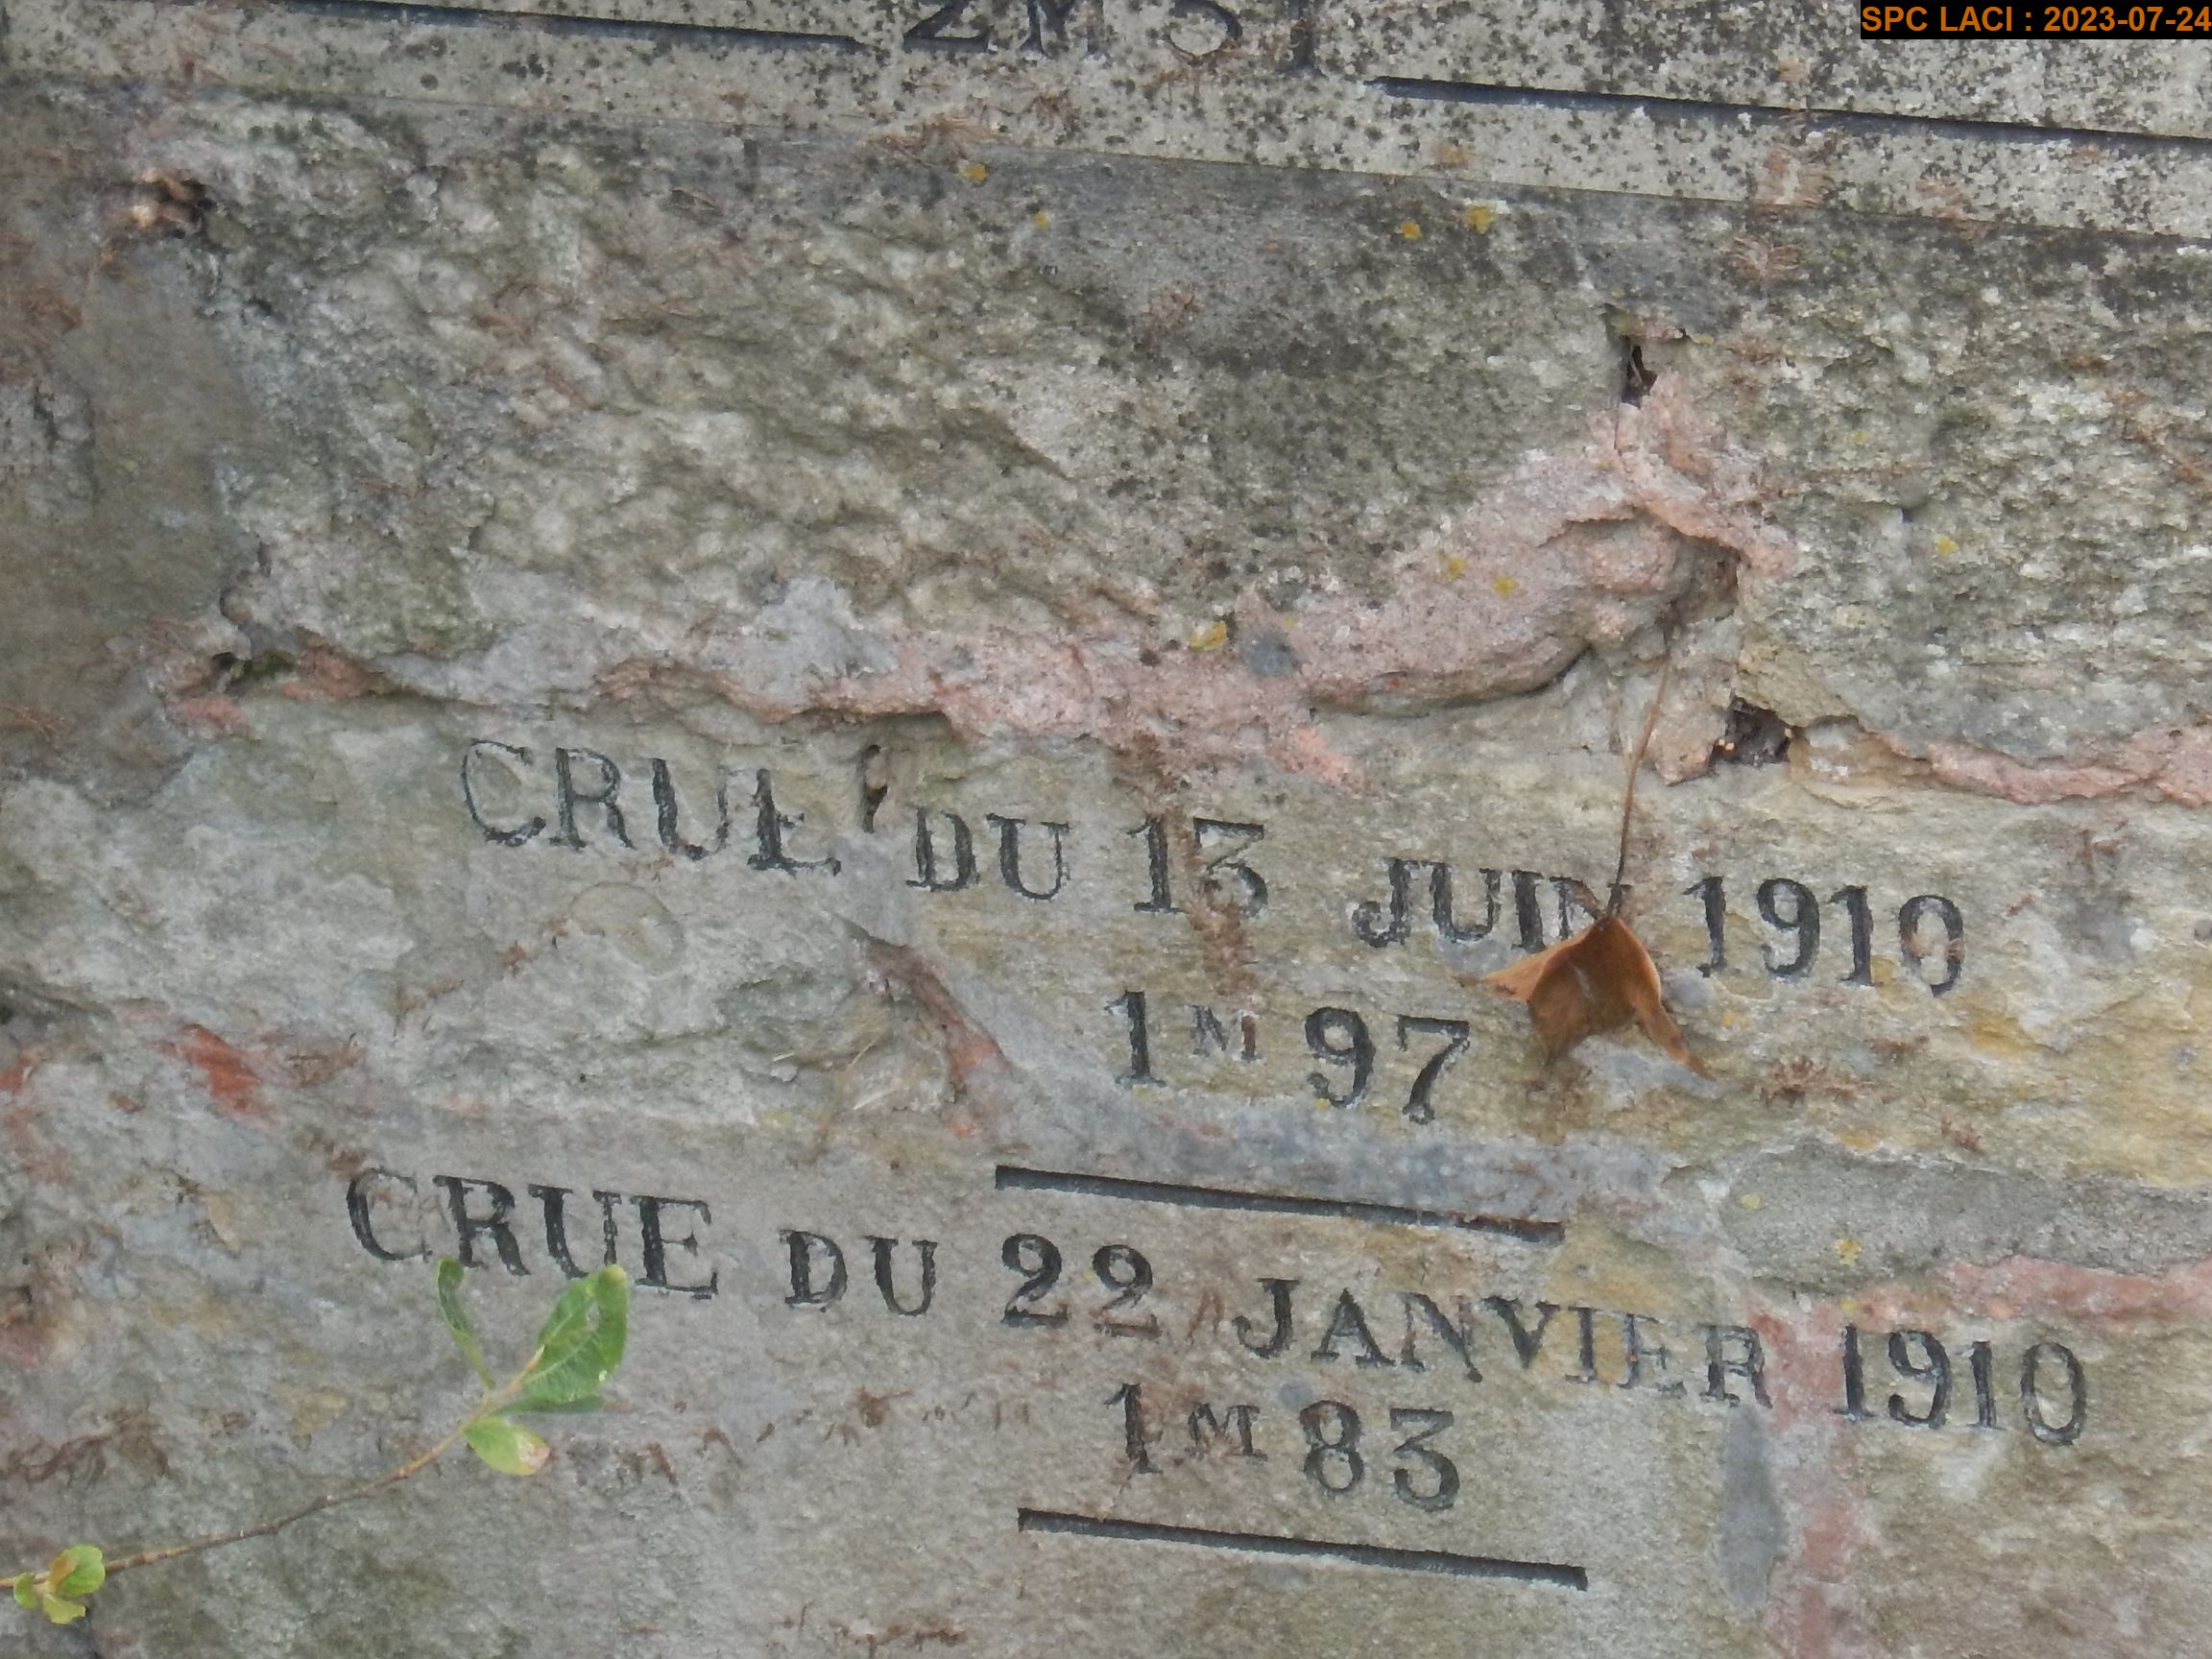 SPC LACI : 2023-07-24
2M51
CRUE DU 13 JUIN 1910
1M 97
CRUE DU 22 JANVIER 1910
1M 83